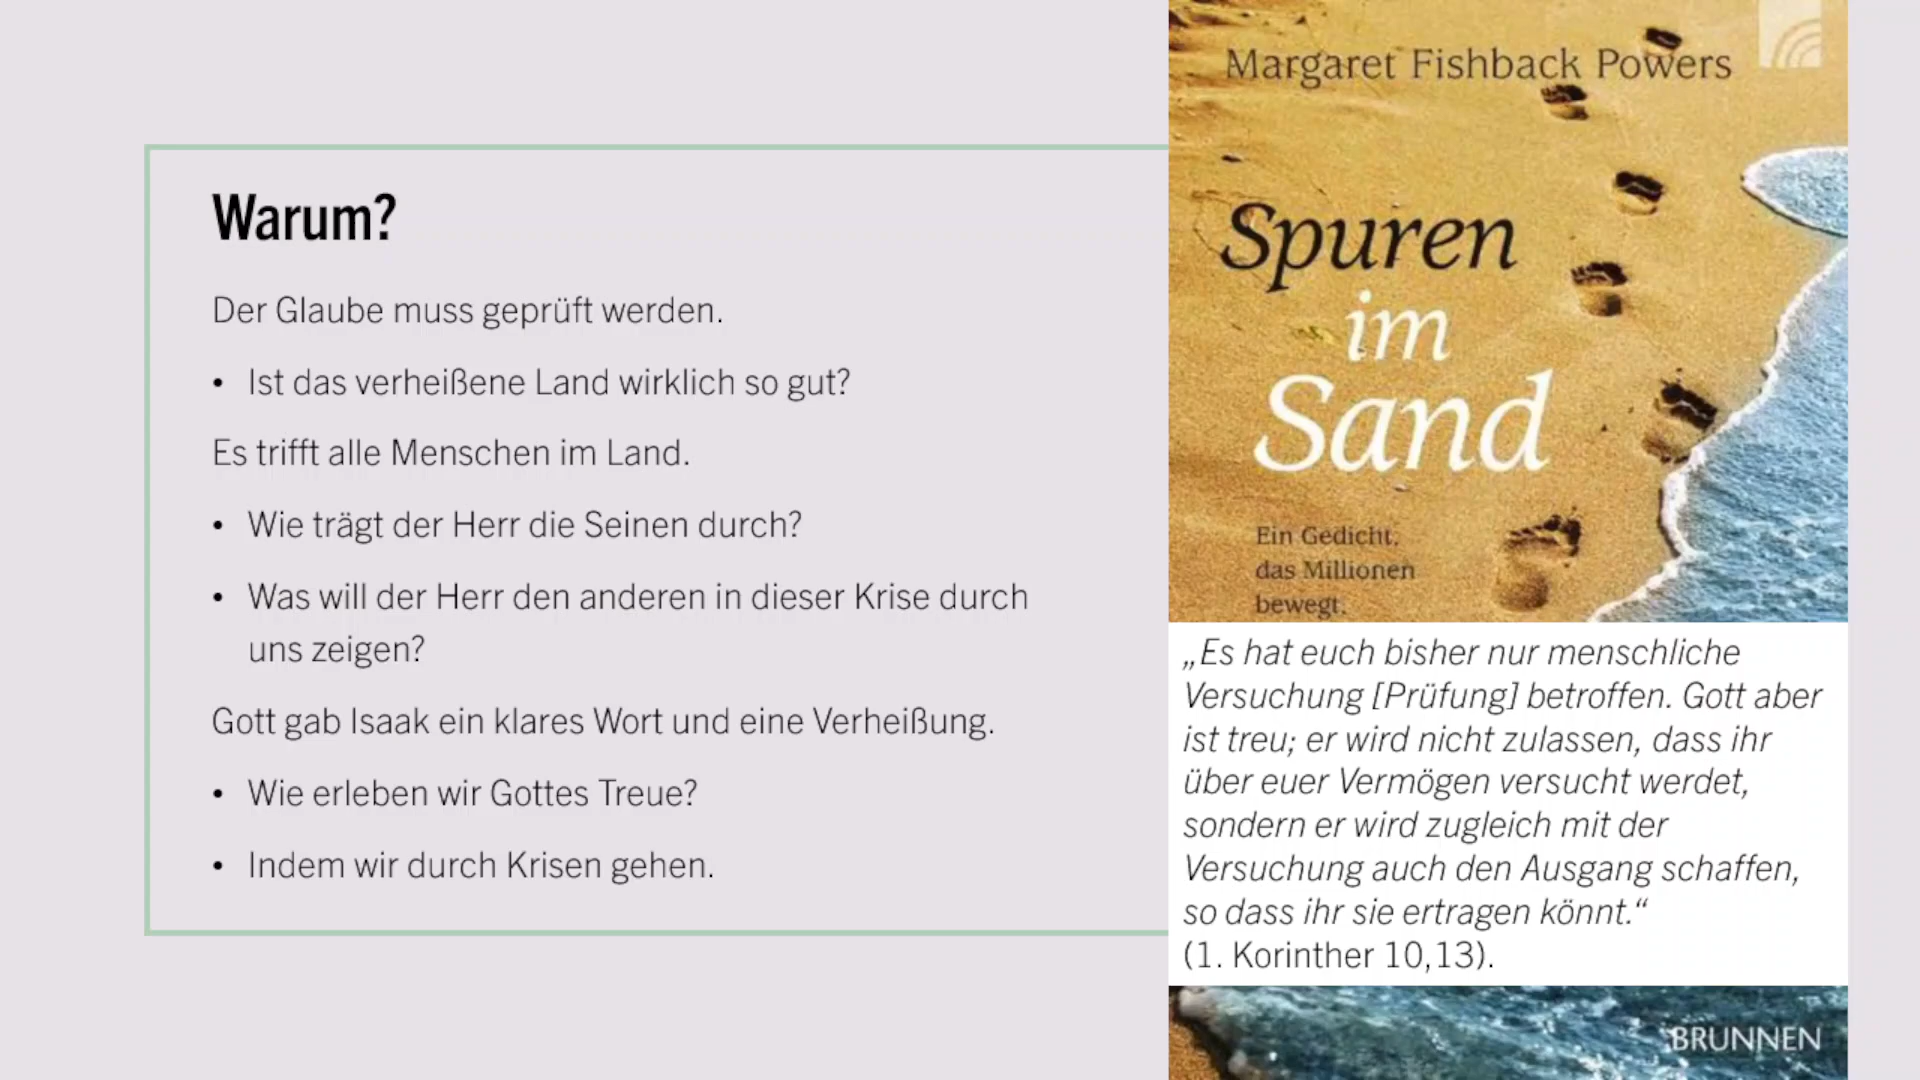 Warum?
Der Glaube muss geprüft werden.
• Ist das verheißene Land wirklich so gut?
Es trifft alle Menschen im Land.
• Wie trägt der Herr die Seinen durch?
• Was will der Herr den anderen in dieser Krise durch
uns zeigen?
Gott gab Isaak ein klares Wort und eine Verheißung.
• Wie erleben wir Gottes Treue?
• Indem wir durch Krisen gehen.
Margaret Fishback Powers
Spuren
im
Sand
Ein Gedicht,
das Millionen
bewegt.
„Es hat euch bisher nur menschliche
Versuchung [Prüfung] betroffen. Gott aber
ist treu; er wird nicht zulassen, dass ihr
über euer Vermögen versucht werdet,
sondern er wird zugleich mit der
Versuchung auch den Ausgang schaffen,
so dass ihr sie ertragen könnt.“
(1. Korinther 10,13).
BRUNNEN